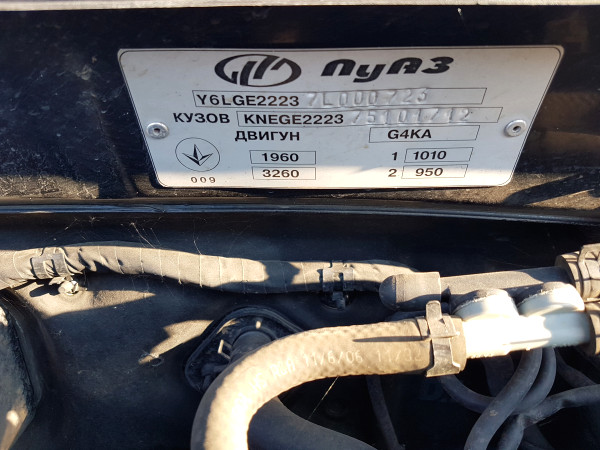 ЛуАЗ
Y6LGE2223 7L000723
КУЗОВ KNEGE2223 75101712
ДВИГУН G4KA
1960 1 1010
3260 2 950
009